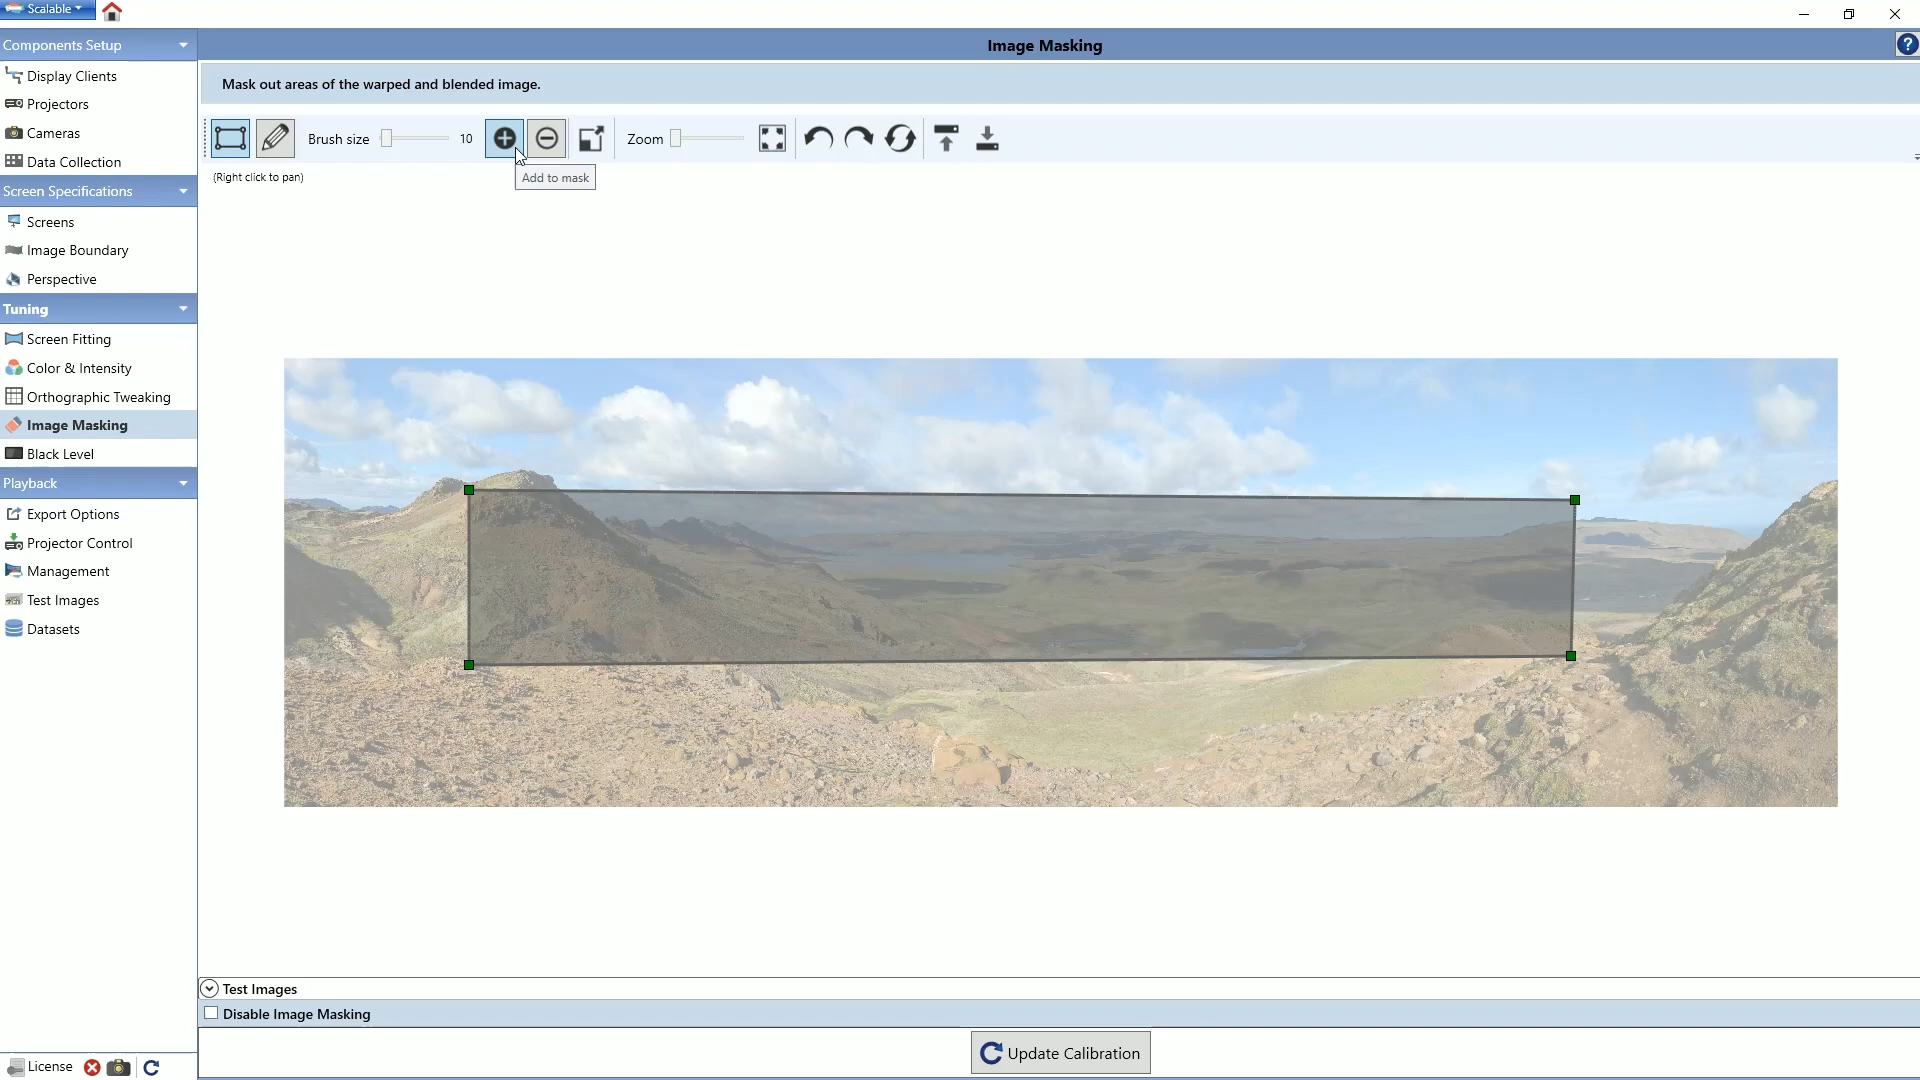 Scalable
Components Setup
Image Masking
?
Display Clients
Projectors
Cameras
Data Collection
Screen Specifications
Screens
Image Boundary
Perspective
Tuning
Screen Fitting
Color & Intensity
Orthographic Tweaking
Image Masking
Black Level
Playback
Export Options
Projector Control
Management
Test Images
Datasets
License
Mask out areas of the warped and blended image.
Brush size 10 Zoom
(Right click to pan)
Add to mask
Test Images
Disable Image Masking
Update Calibration